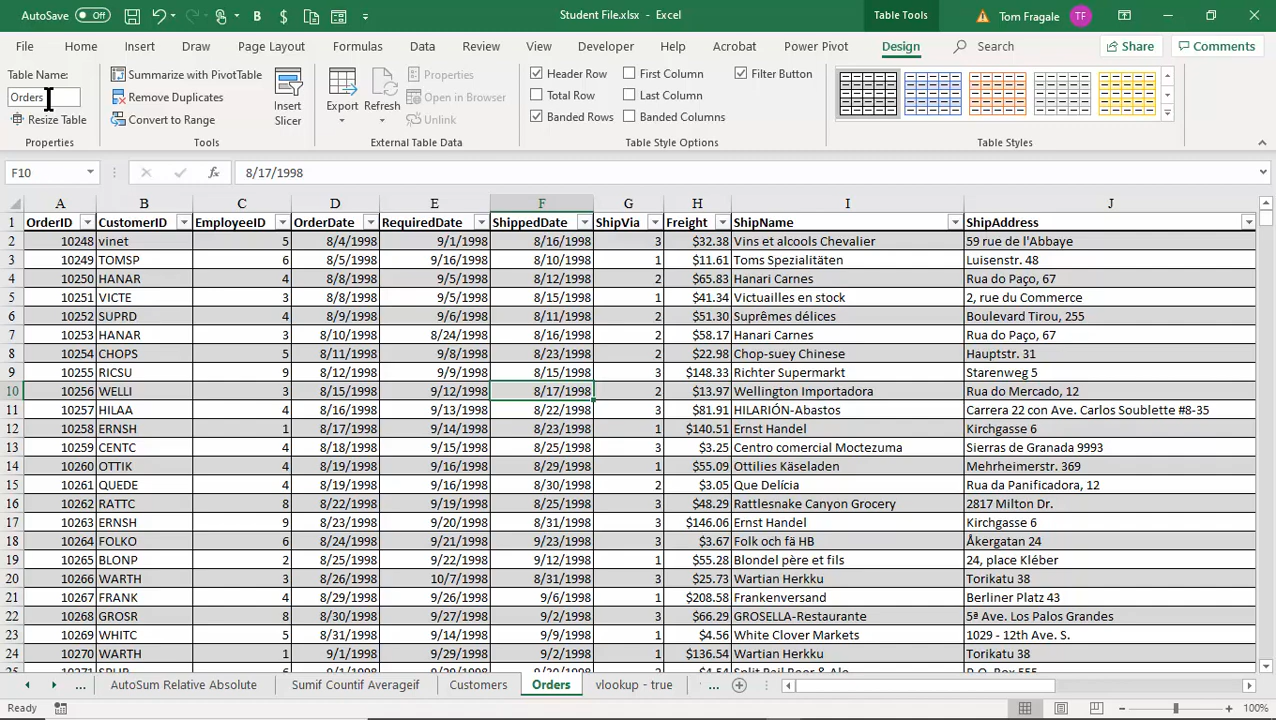 AutoSave Off Student File.xlsx - Excel Table Tools Tom Fragale TF
File Home Insert Draw Page Layout Formulas Data Review View Developer Help Acrobat Power Pivot Design Search Share Comments
Table Name:
Orders
Resize Table
Properties
Summarize with PivotTable
Remove Duplicates
Convert to Range
Tools
Insert
Slicer
Export Refresh
Properties
Open in Browser
Unlink
External Table Data
Header Row First Column Filter Button
Total Row Last Column
Banded Rows Banded Columns
Table Style Options
Table Styles
F10 fx 8/17/1998
A B C D E F G H I J
1 OrderID CustomerID EmployeeID OrderDate RequiredDate ShippedDate ShipVia Freight ShipName ShipAddress
2 10248 vinet 5 8/4/1998 9/1/1998 8/16/1998 3 $32.38 Vins et alcools Chevalier 59 rue de l'Abbaye
3 10249 TOMSP 6 8/5/1998 9/16/1998 8/10/1998 1 $11.61 Toms Spezialitäten Luisenstr. 48
4 10250 HANAR 4 8/8/1998 9/5/1998 8/12/1998 2 $65.83 Hanari Carnes Rua do Paço, 67
5 10251 VICTE 3 8/8/1998 9/5/1998 8/15/1998 1 $41.34 Victuailles en stock 2, rue du Commerce
6 10252 SUPRD 4 8/9/1998 9/6/1998 8/11/1998 2 $51.30 Suprêmes délices Boulevard Tirou, 255
7 10253 HANAR 3 8/10/1998 8/24/1998 8/16/1998 2 $58.17 Hanari Carnes Rua do Paço, 67
8 10254 CHOPS 5 8/11/1998 9/8/1998 8/23/1998 2 $22.98 Chop-suey Chinese Hauptstr. 31
9 10255 RICSU 9 8/12/1998 9/9/1998 8/15/1998 3 $148.33 Richter Supermarkt Starenweg 5
10 10256 WELLI 3 8/15/1998 9/12/1998 8/17/1998 2 $13.97 Wellington Importadora Rua do Mercado, 12
11 10257 HILAA 4 8/16/1998 9/13/1998 8/22/1998 3 $81.91 HILARIÓN-Abastos Carrera 22 con Ave. Carlos Soublette #8-35
12 10258 ERNSH 1 8/17/1998 9/14/1998 8/23/1998 1 $140.51 Ernst Handel Kirchgasse 6
13 10259 CENTC 4 8/18/1998 9/15/1998 8/25/1998 3 $3.25 Centro comercial Moctezuma Sierras de Granada 9993
14 10260 OTTIK 4 8/19/1998 9/16/1998 8/29/1998 1 $55.09 Ottilies Käseladen Mehrheimerstr. 369
15 10261 QUEDE 4 8/19/1998 9/16/1998 8/30/1998 2 $3.05 Que Delícia Rua da Panificadora, 12
16 10262 RATTC 8 8/22/1998 9/19/1998 8/25/1998 3 $48.29 Rattlesnake Canyon Grocery 2817 Milton Dr.
17 10263 ERNSH 9 8/23/1998 9/20/1998 8/31/1998 3 $146.06 Ernst Handel Kirchgasse 6
18 10264 FOLKO 6 8/24/1998 9/21/1998 9/23/1998 3 $3.67 Folk och fä HB Åkergatan 24
19 10265 BLONP 2 8/25/1998 9/22/1998 9/12/1998 1 $55.28 Blondel père et fils 24, place Kléber
20 10266 WARTH 3 8/26/1998 10/7/1998 8/31/1998 3 $25.73 Wartian Herkku Torikatu 38
21 10267 FRANK 4 8/29/1998 9/26/1998 9/6/1998 1 $208.58 Frankenversand Berliner Platz 43
22 10268 GROSR 8 8/30/1998 9/27/1998 9/2/1998 3 $66.29 GROSELLA-Restaurante 5ª Ave. Los Palos Grandes
23 10269 WHITC 5 8/31/1998 9/14/1998 9/9/1998 1 $4.56 White Clover Markets 1029 - 12th Ave. S.
24 10270 WARTH 1 9/1/1998 9/29/1998 9/2/1998 1 $136.54 Wartian Herkku Torikatu 38
25 10271 SPLIR 6 9/1/1998 9/29/1998 9/30/1998 2 $4.54 Split Rail Beer & Ale P.O. Box 555
... AutoSum Relative Absolute Sumif Countif Averageif Customers Orders vlookup - true ...
Ready 100%